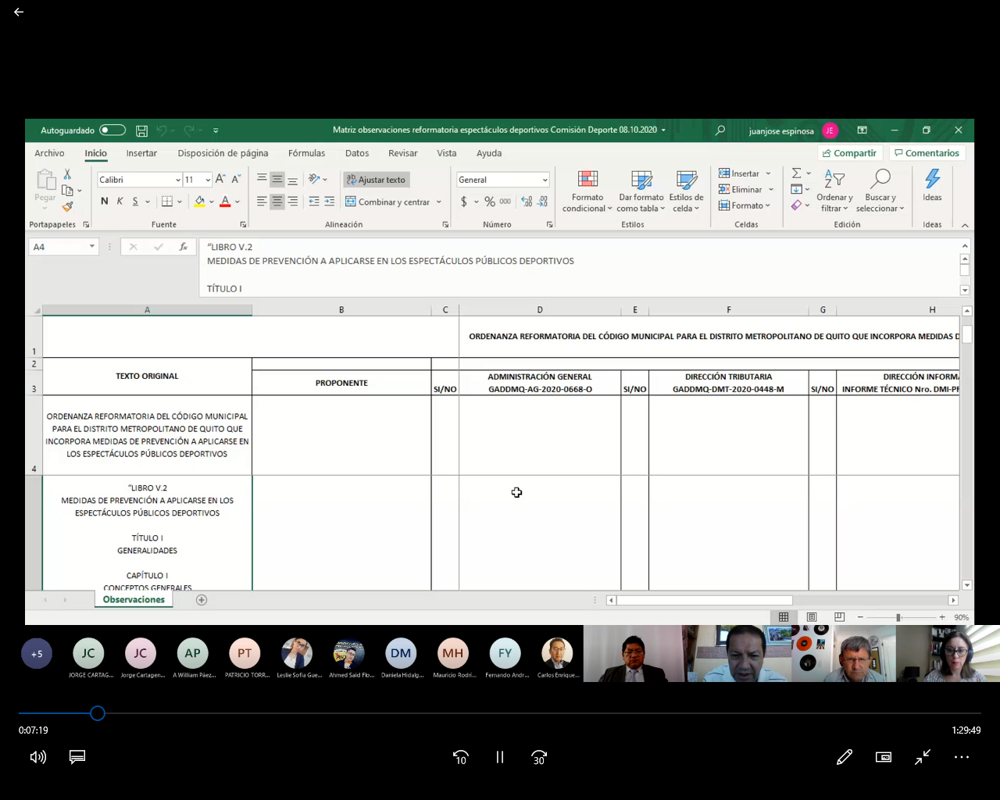 Autoguardado
Matriz observaciones reformatoria espectáculos deportivos Comisión Deporte 08.10.2020
juanjose espinosa
JE
Archivo Inicio Insertar Disposición de página Fórmulas Datos Revisar Vista Ayuda
Compartir Comentarios
Pegar
Calibri 11
N K S
Ajustar texto
Combinar y centrar
General
$ % 000
Formato condicional
Dar formato como tabla
Estilos de celda
Insertar
Eliminar
Formato
Ordenar y filtrar
Buscar y seleccionar
Ideas
Portapapeles Fuente Alineación Número Estilos Celdas Edición Ideas
A4
fx
“LIBRO V.2
MEDIDAS DE PREVENCIÓN A APLICARSE EN LOS ESPECTÁCULOS PÚBLICOS DEPORTIVOS
TÍTULO I
A B C D E F G H
1
ORDENANZA REFORMATORIA DEL CÓDIGO MUNICIPAL PARA EL DISTRITO METROPOLITANO DE QUITO QUE INCORPORA MEDIDAS D
2
3
TEXTO ORIGINAL
PROPONENTE
SI/NO
ADMINISTRACIÓN GENERAL
GADDMQ-AG-2020-0668-O
SI/NO
DIRECCIÓN TRIBUTARIA
GADDMQ-DMT-2020-0448-M
SI/NO
DIRECCIÓN INFORMA
INFORME TÉCNICO Nro. DMI-PF
4
ORDENANZA REFORMATORIA DEL CÓDIGO MUNICIPAL
PARA EL DISTRITO METROPOLITANO DE QUITO QUE
INCORPORA MEDIDAS DE PREVENCIÓN A APLICARSE EN
LOS ESPECTÁCULOS PÚBLICOS DEPORTIVOS
“LIBRO V.2
MEDIDAS DE PREVENCIÓN A APLICARSE EN LOS
ESPECTÁCULOS PÚBLICOS DEPORTIVOS
TÍTULO I
GENERALIDADES
CAPÍTULO I
CONCEPTOS GENERALES
Observaciones
90%
+5
JC
JORGE CARTAG...
JC
Jorge Cartagen...
AP
A William Páez...
PT
PATRICIO TORR...
Leslie Sofia Gue...
Ahmed Said Flo...
DM
Daniela Hidalg...
MH
Mauricio Rodri...
FY
Fernando Andr...
Carlos Enrique...
0:07:19
1:29:49
10
30